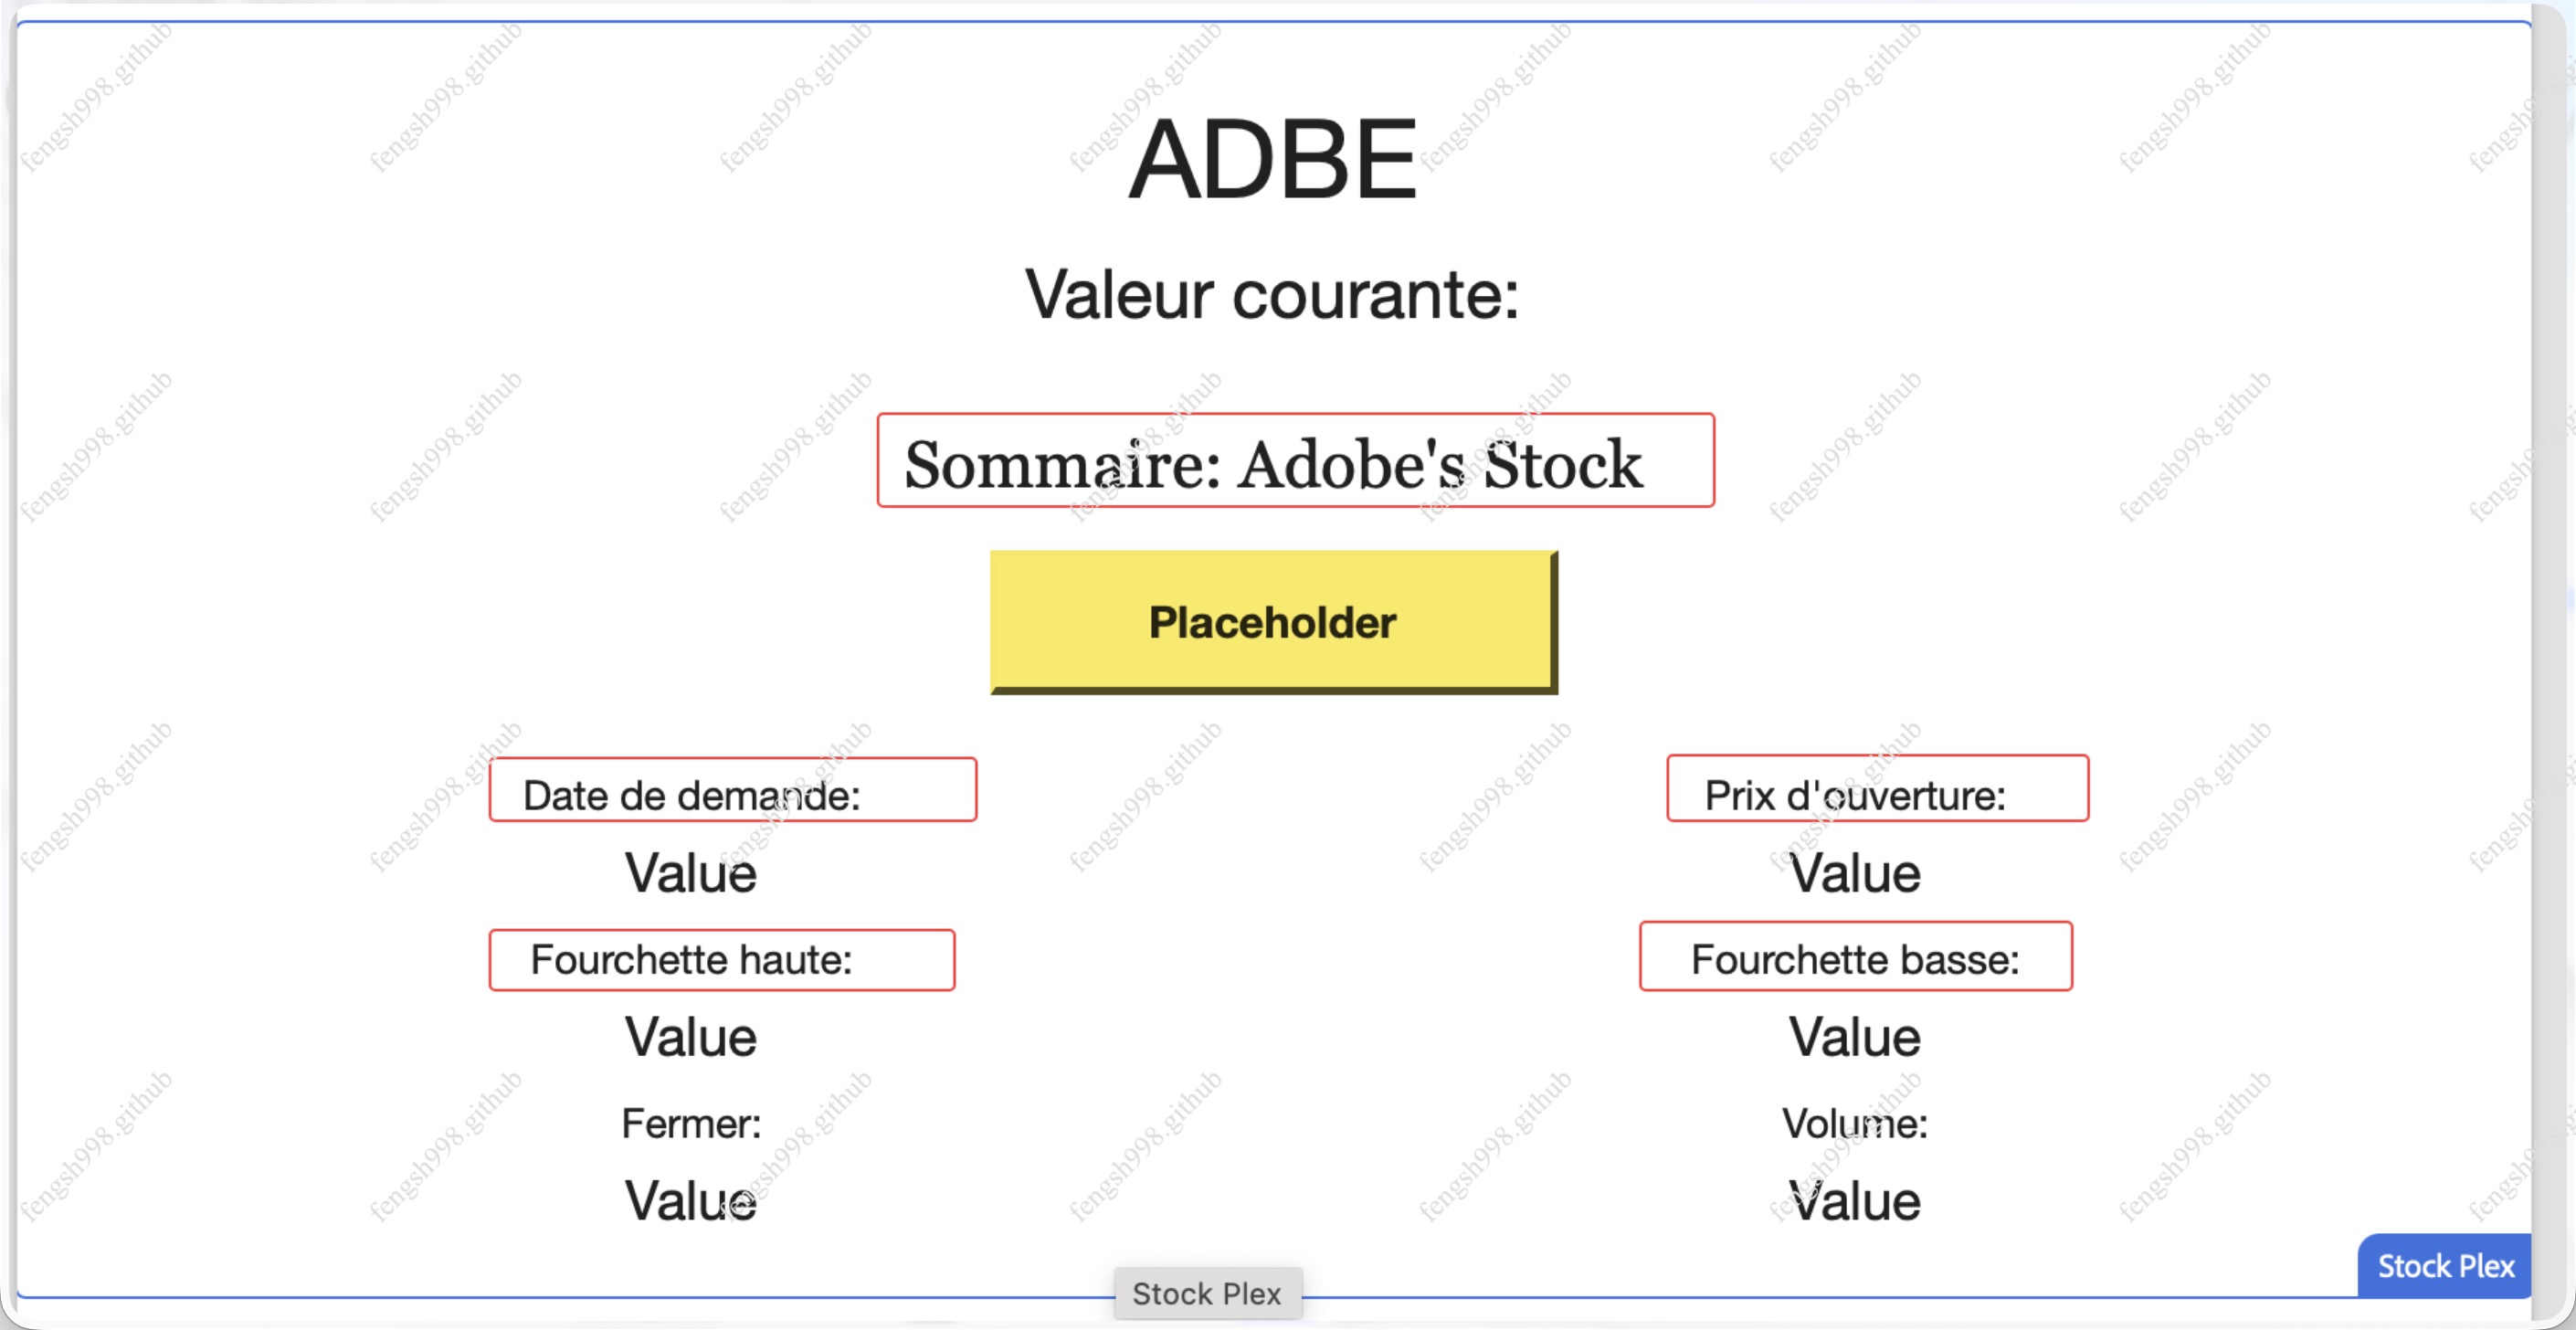 ADBE
Valeur courante:
Sommaire: Adobe's Stock
Placeholder
Date de demande:
Prix d'ouverture:
Value
Value
Fourchette haute:
Fourchette basse:
Value
Value
Fermer:
Volume:
Value
Value
Stock Plex
Stock Plex
fengsh998.github